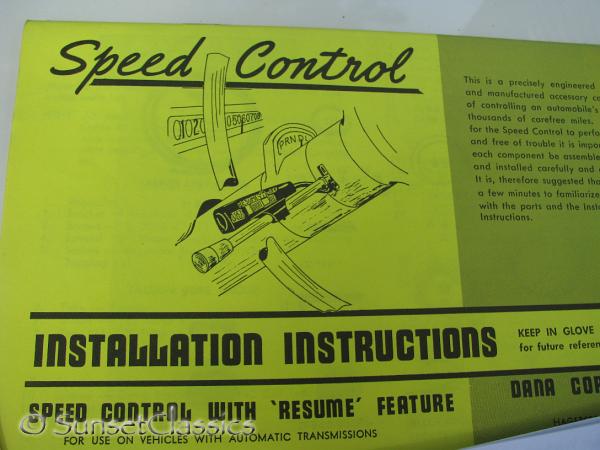 Speed Control
This is a precisely engineered
and manufactured accessory
of controlling an automobile's
thousands of carefree miles.
for the Speed Control to
and free of trouble it is
each component be
and installed carefully and
It is, therefore suggested
a few minutes to
with the parts and the
Instructions.
PRN
INSTALLATION INSTRUCTIONS
KEEP IN GLOVE
for future
SPEED CONTROL WITH 'RESUME' FEATURE
DANA
FOR USE ON VEHICLES WITH AUTOMATIC TRANSMISSIONS
© SunsetClassics